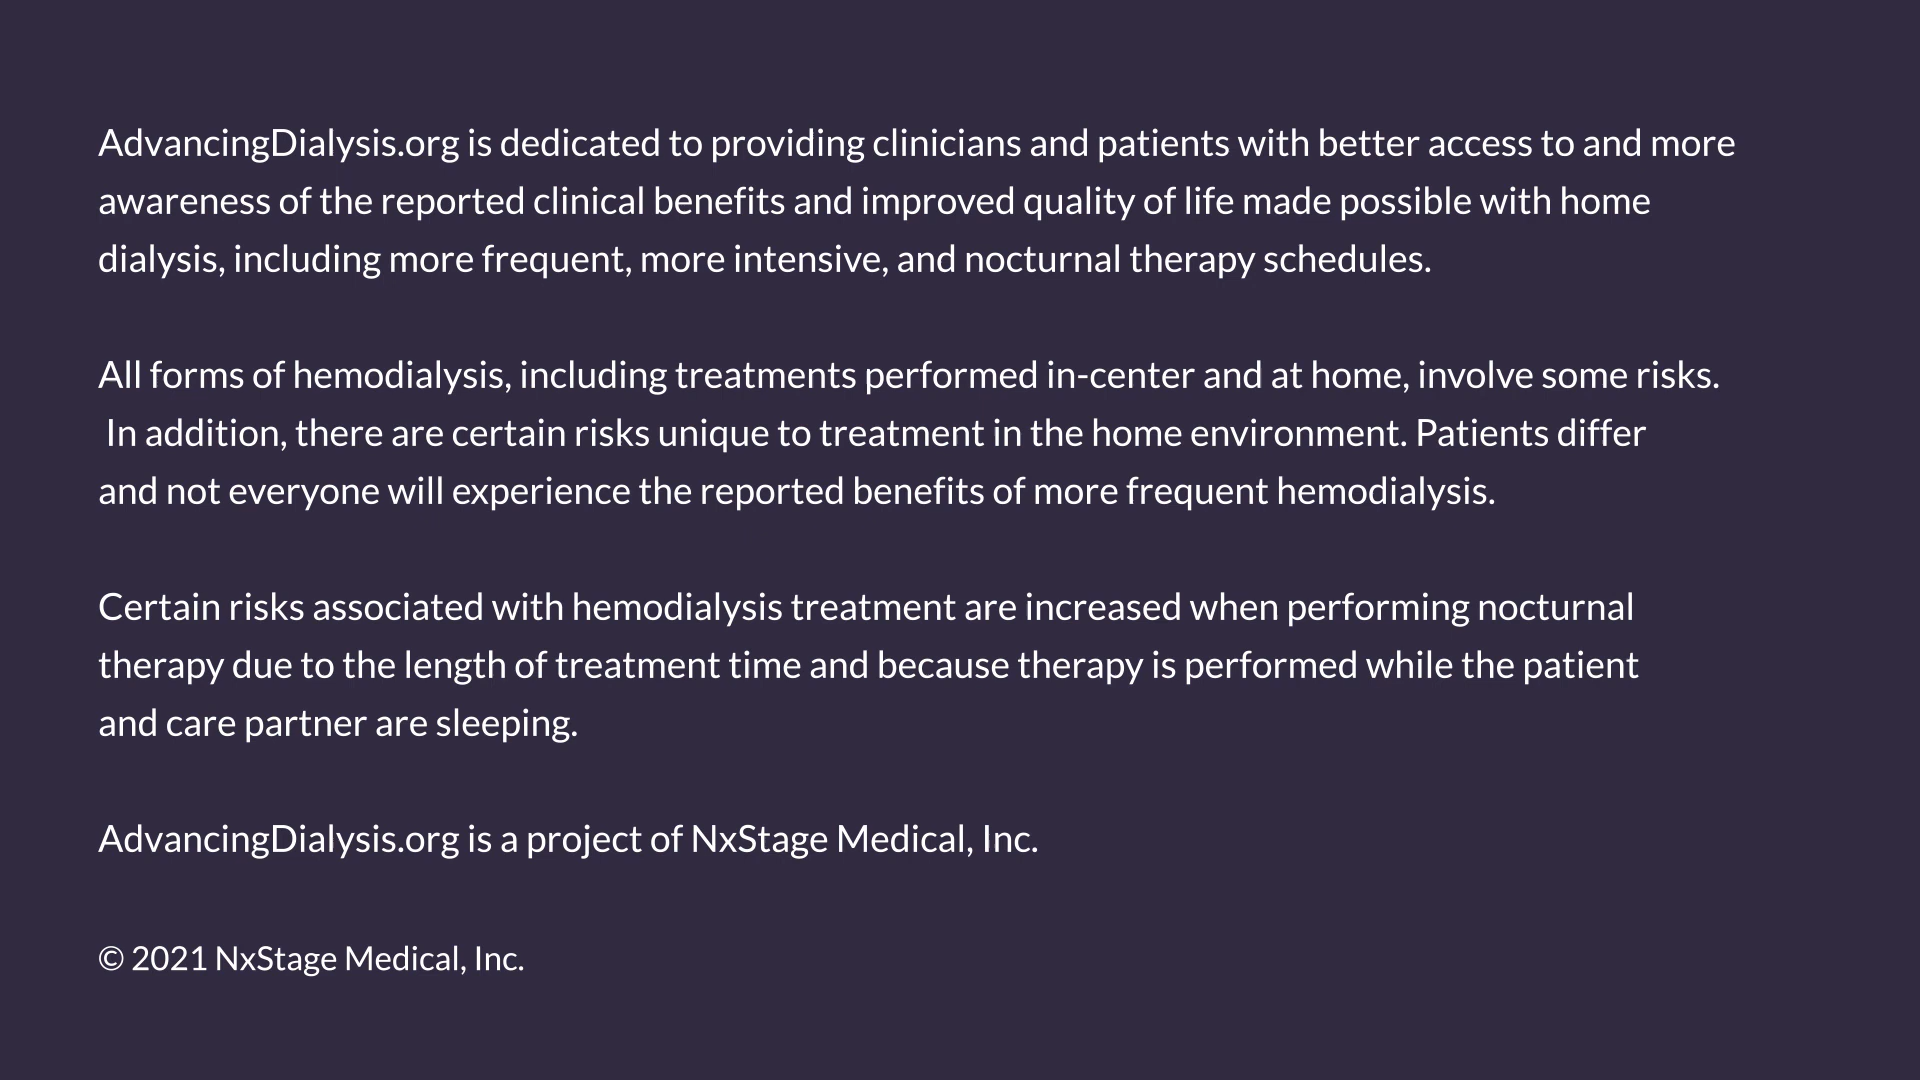 AdvancingDialysis.org is dedicated to providing clinicians and patients with better access to and more
awareness of the reported clinical benefits and improved quality of life made possible with home
dialysis, including more frequent, more intensive, and nocturnal therapy schedules.
All forms of hemodialysis, including treatments performed in-center and at home, involve some risks.
In addition, there are certain risks unique to treatment in the home environment. Patients differ
and not everyone will experience the reported benefits of more frequent hemodialysis.
Certain risks associated with hemodialysis treatment are increased when performing nocturnal
therapy due to the length of treatment time and because therapy is performed while the patient
and care partner are sleeping.
AdvancingDialysis.org is a project of NxStage Medical, Inc.
© 2021 NxStage Medical, Inc.